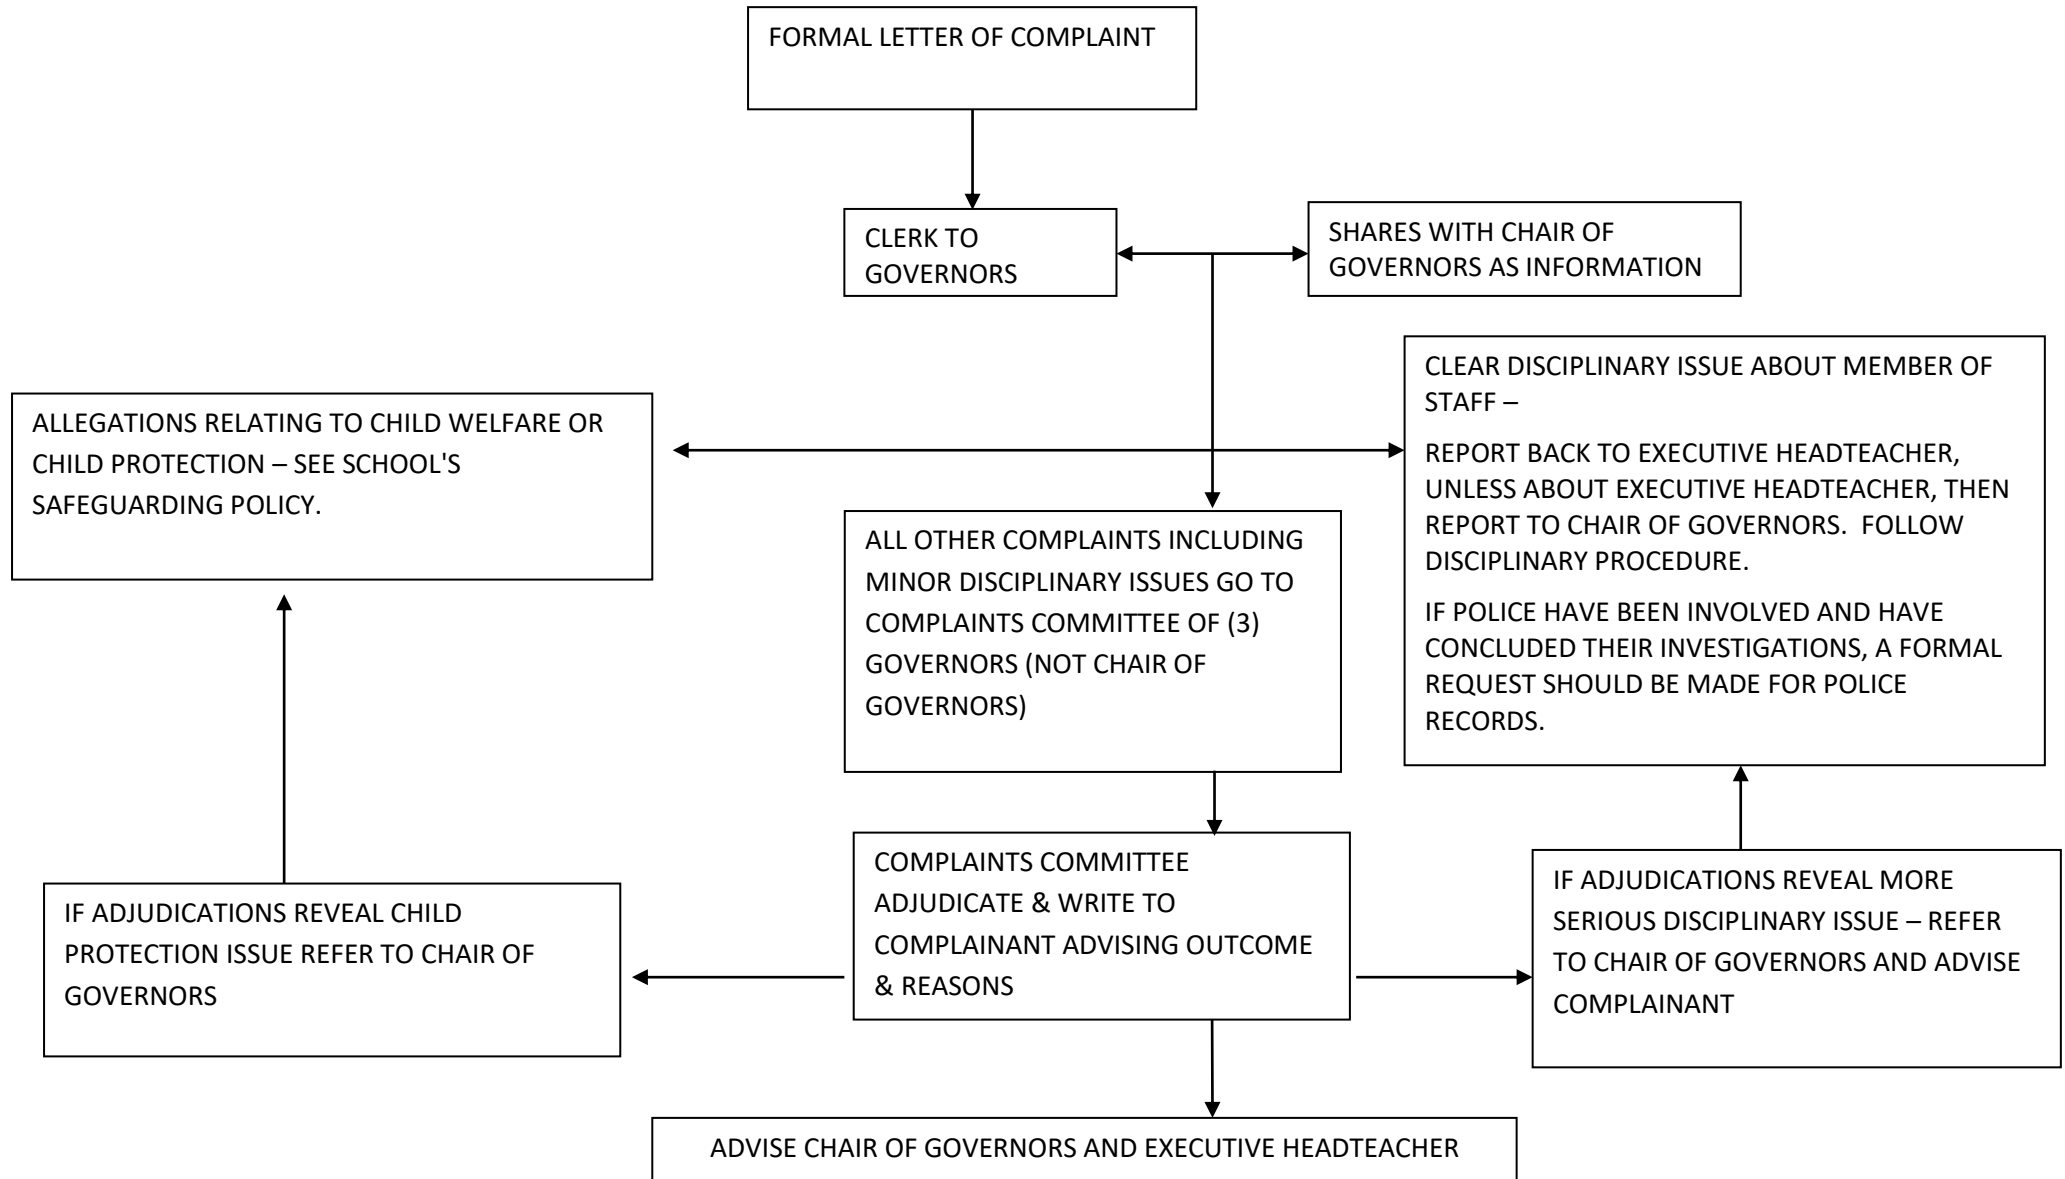 FORMAL LETTER OF COMPLAINT
CLERK TO
GOVERNORS
SHARES WITH CHAIR OF
GOVERNORS AS INFORMATION
ALLEGATIONS RELATING TO CHILD WELFARE OR
CHILD PROTECTION – SEE SCHOOL'S
SAFEGUARDING POLICY.
ALL OTHER COMPLAINTS INCLUDING
MINOR DISCIPLINARY ISSUES GO TO
COMPLAINTS COMMITTEE OF (3)
GOVERNORS (NOT CHAIR OF
GOVERNORS)
CLEAR DISCIPLINARY ISSUE ABOUT MEMBER OF
STAFF –
REPORT BACK TO EXECUTIVE HEADTEACHER,
UNLESS ABOUT EXECUTIVE HEADTEACHER, THEN
REPORT TO CHAIR OF GOVERNORS.  FOLLOW
DISCIPLINARY PROCEDURE.
IF POLICE HAVE BEEN INVOLVED AND HAVE
CONCLUDED THEIR INVESTIGATIONS, A FORMAL
REQUEST SHOULD BE MADE FOR POLICE
RECORDS.
IF ADJUDICATIONS REVEAL CHILD
PROTECTION ISSUE REFER TO CHAIR OF
GOVERNORS
COMPLAINTS COMMITTEE
ADJUDICATE & WRITE TO
COMPLAINANT ADVISING OUTCOME
& REASONS
IF ADJUDICATIONS REVEAL MORE
SERIOUS DISCIPLINARY ISSUE – REFER
TO CHAIR OF GOVERNORS AND ADVISE
COMPLAINANT
ADVISE CHAIR OF GOVERNORS AND EXECUTIVE HEADTEACHER